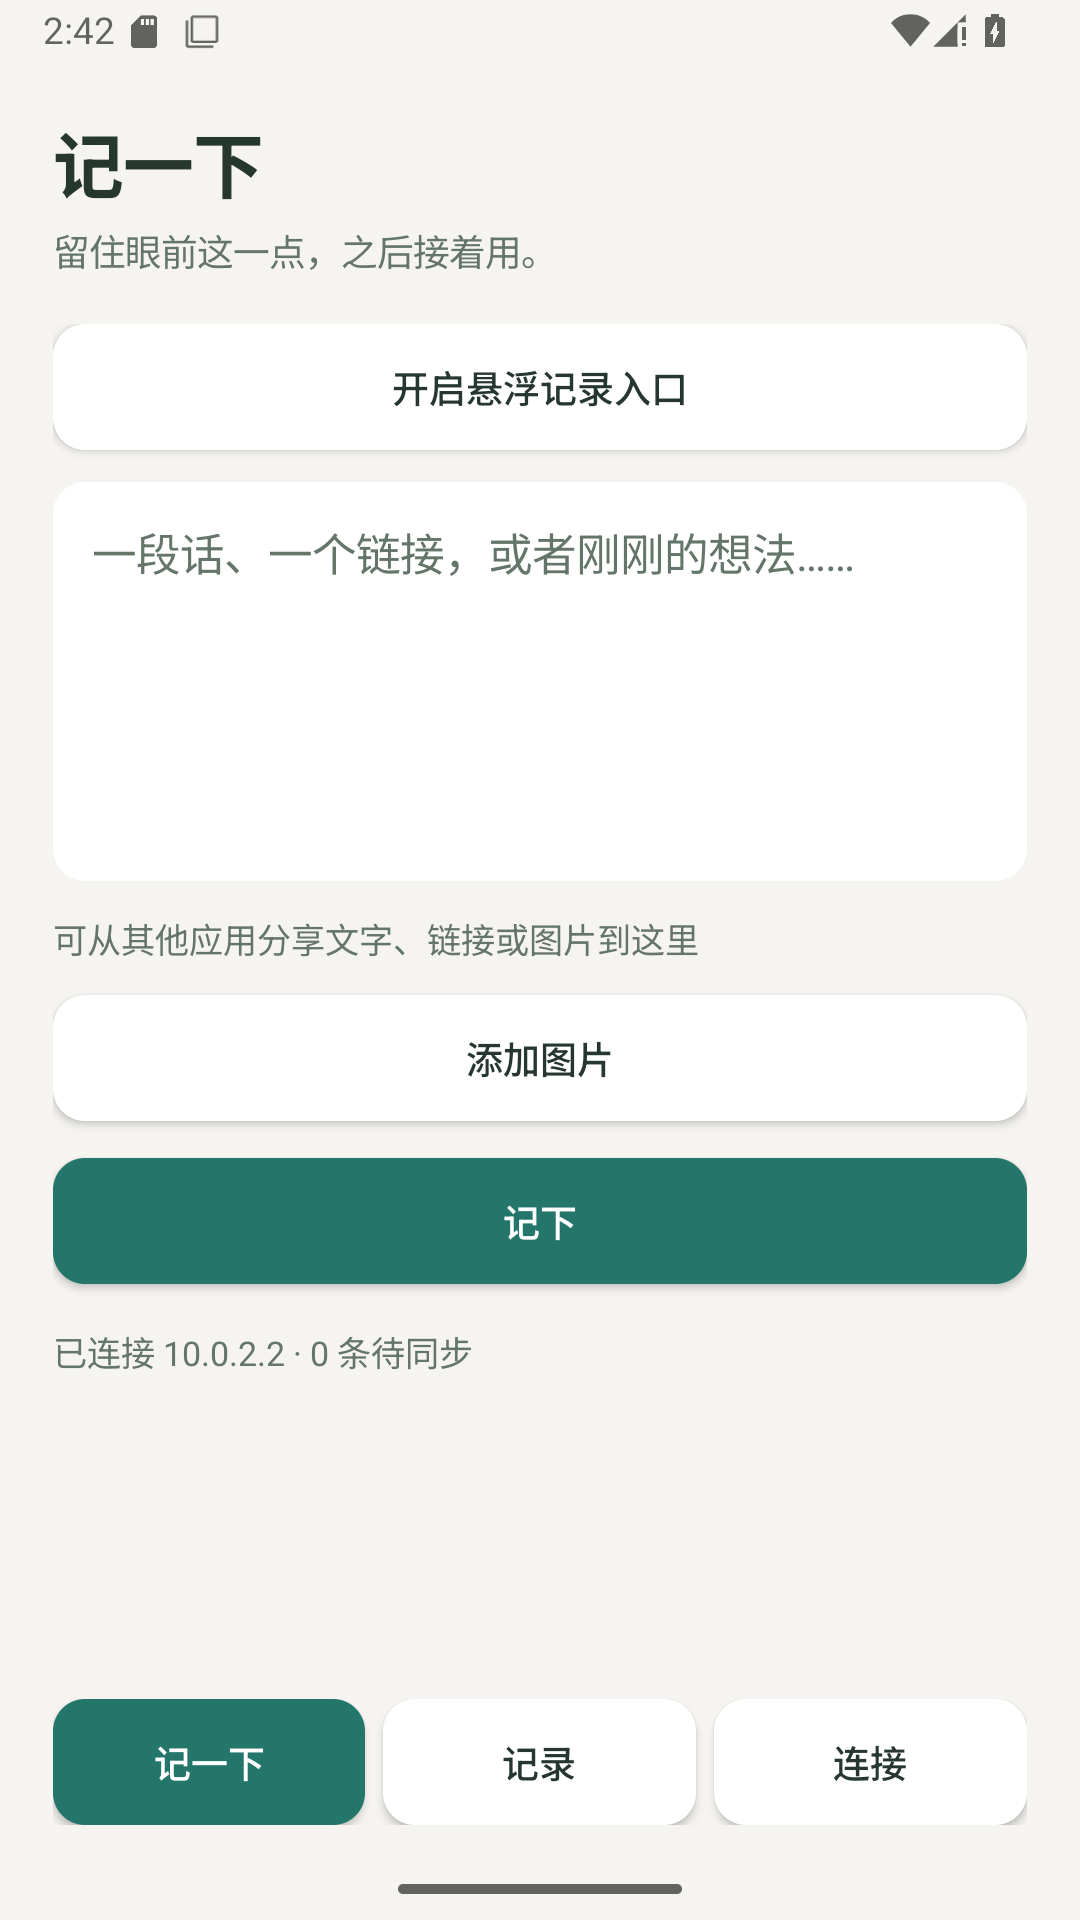 2:42
记一下
留住眼前这一点，之后接着用。
开启悬浮记录入口
一段话、一个链接，或者刚刚的想法……
可从其他应用分享文字、链接或图片到这里
添加图片
记下
已连接 10.0.2.2 · 0 条待同步
记一下 记录 连接